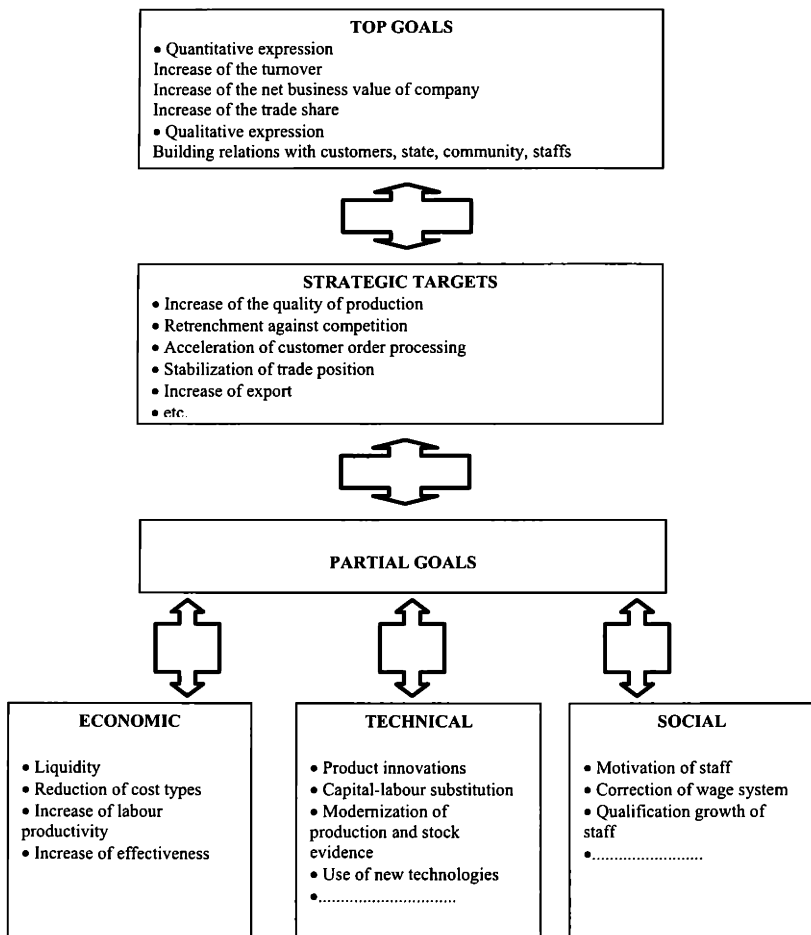 TOP GOALS
• Quantitative expression
Increase of the turnover
Increase of the net business value of company
Increase of the trade share
• Qualitative expression
Building relations with customers, state, community, staffs
STRATEGIC TARGETS
• Increase of the quality of production
• Retrenchment against competition
• Acceleration of customer order processing
• Stabilization of trade position
• Increase of export
• etc.
PARTIAL GOALS
ECONOMIC
• Liquidity
• Reduction of cost types
• Increase of labour
productivity
• Increase of effectiveness
TECHNICAL
• Product innovations
• Capital-labour substitution
• Modernization of
production and stock
evidence
• Use of new technologies
•..............................
SOCIAL
• Motivation of staff
• Correction of wage system
• Qualification growth of
staff
•........................